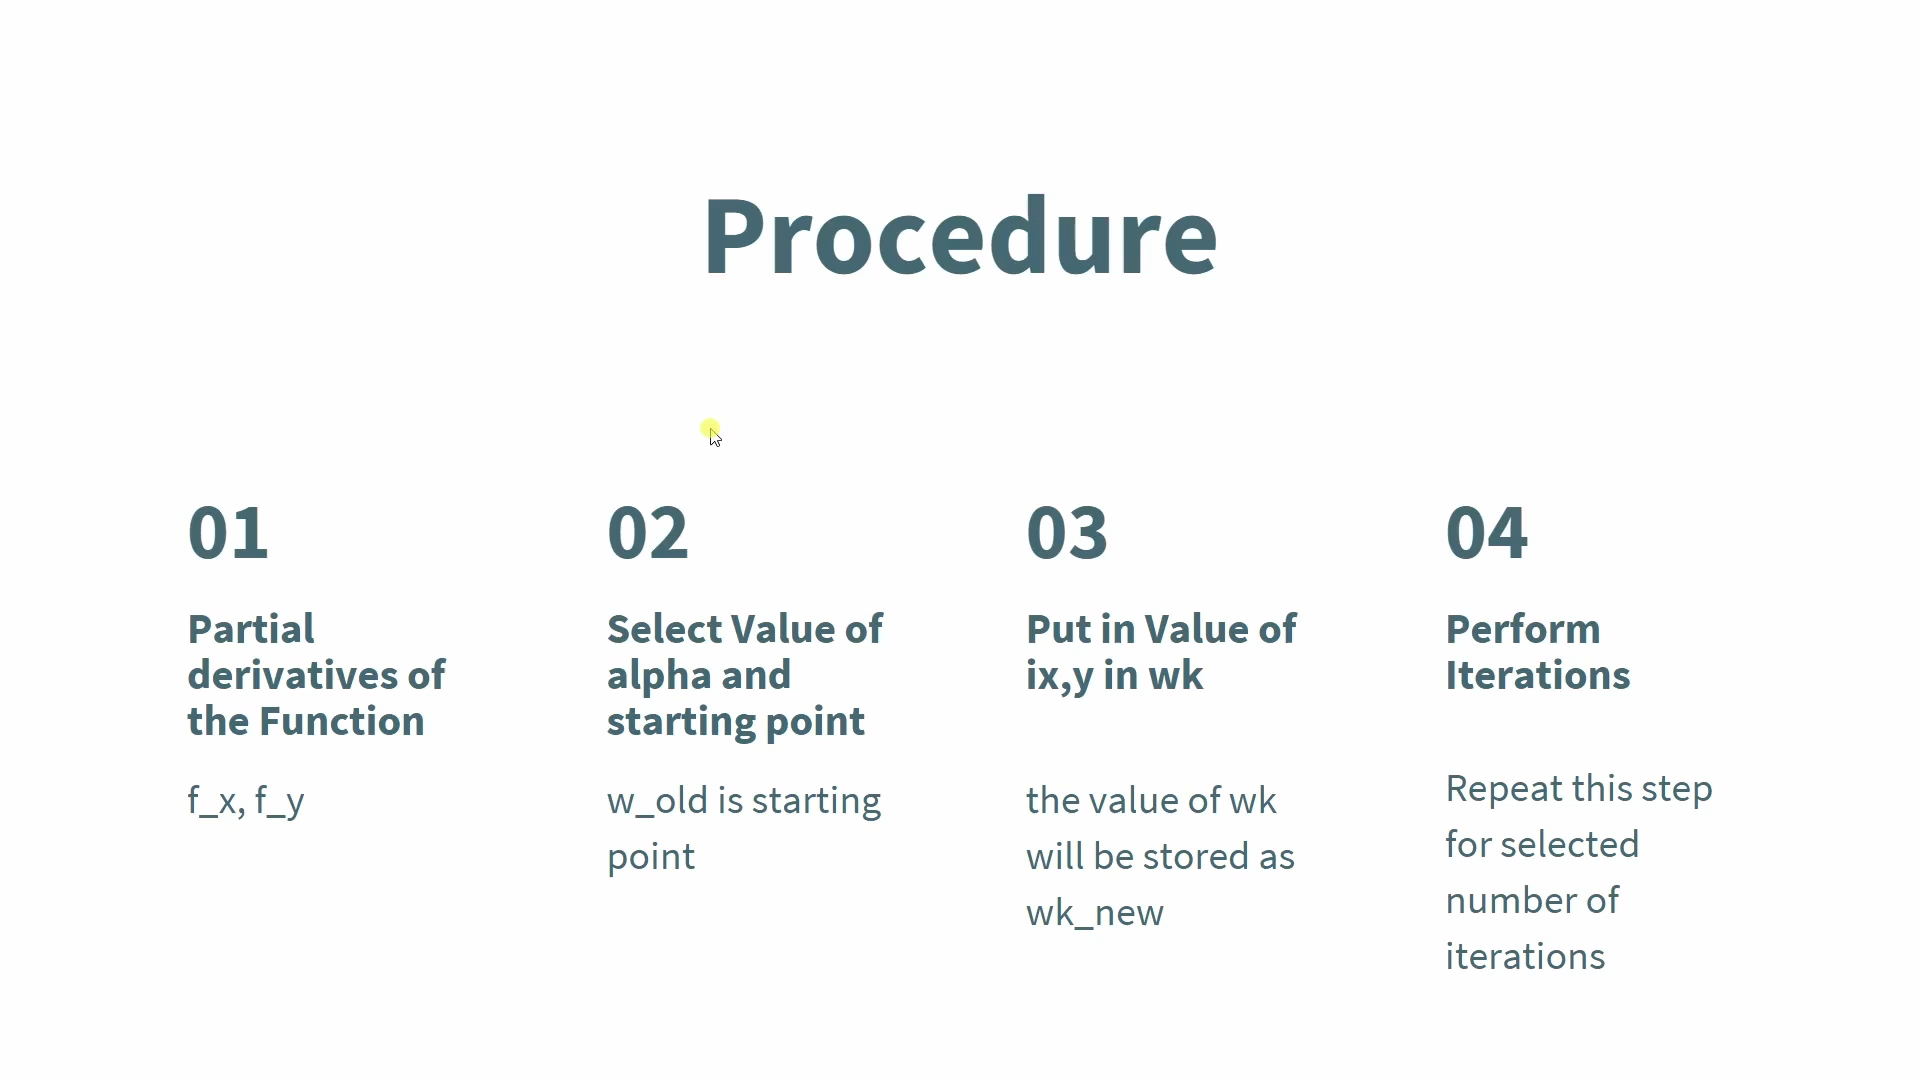 Procedure
01
Partial
derivatives of
the Function
f_x, f_y
02
Select Value of
alpha and
starting point
w_old is starting
point
03
Put in Value of
ix,y in wk
the value of wk
will be stored as
wk_new
04
Perform
Iterations
Repeat this step
for selected
number of
iterations